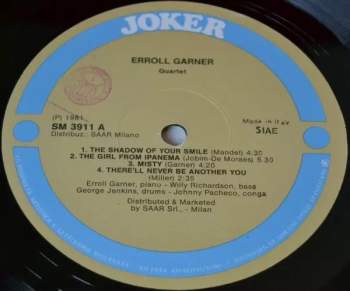 JOKER
ERROLL GARNER
Quartet
(P) 1981
SM 3911 A
Distribuz.: SAAR Milano
Made in Italy
SIAE
1. THE SHADOW OF YOUR SMILE (Mandel) 4.30
2. THE GIRL FROM IPANEMA (Jobim-De Moraes) 5.30
3. MISTY (Garner) 4.20
4. THERE'LL NEVER BE ANOTHER YOU
(Miller) 2:35
Erroll Garner, piano - Willy Richardson, bass
George Jenkins, drums - Johnny Pacheco, conga
Distributed & Marketed
by SAAR Srl., - Milan